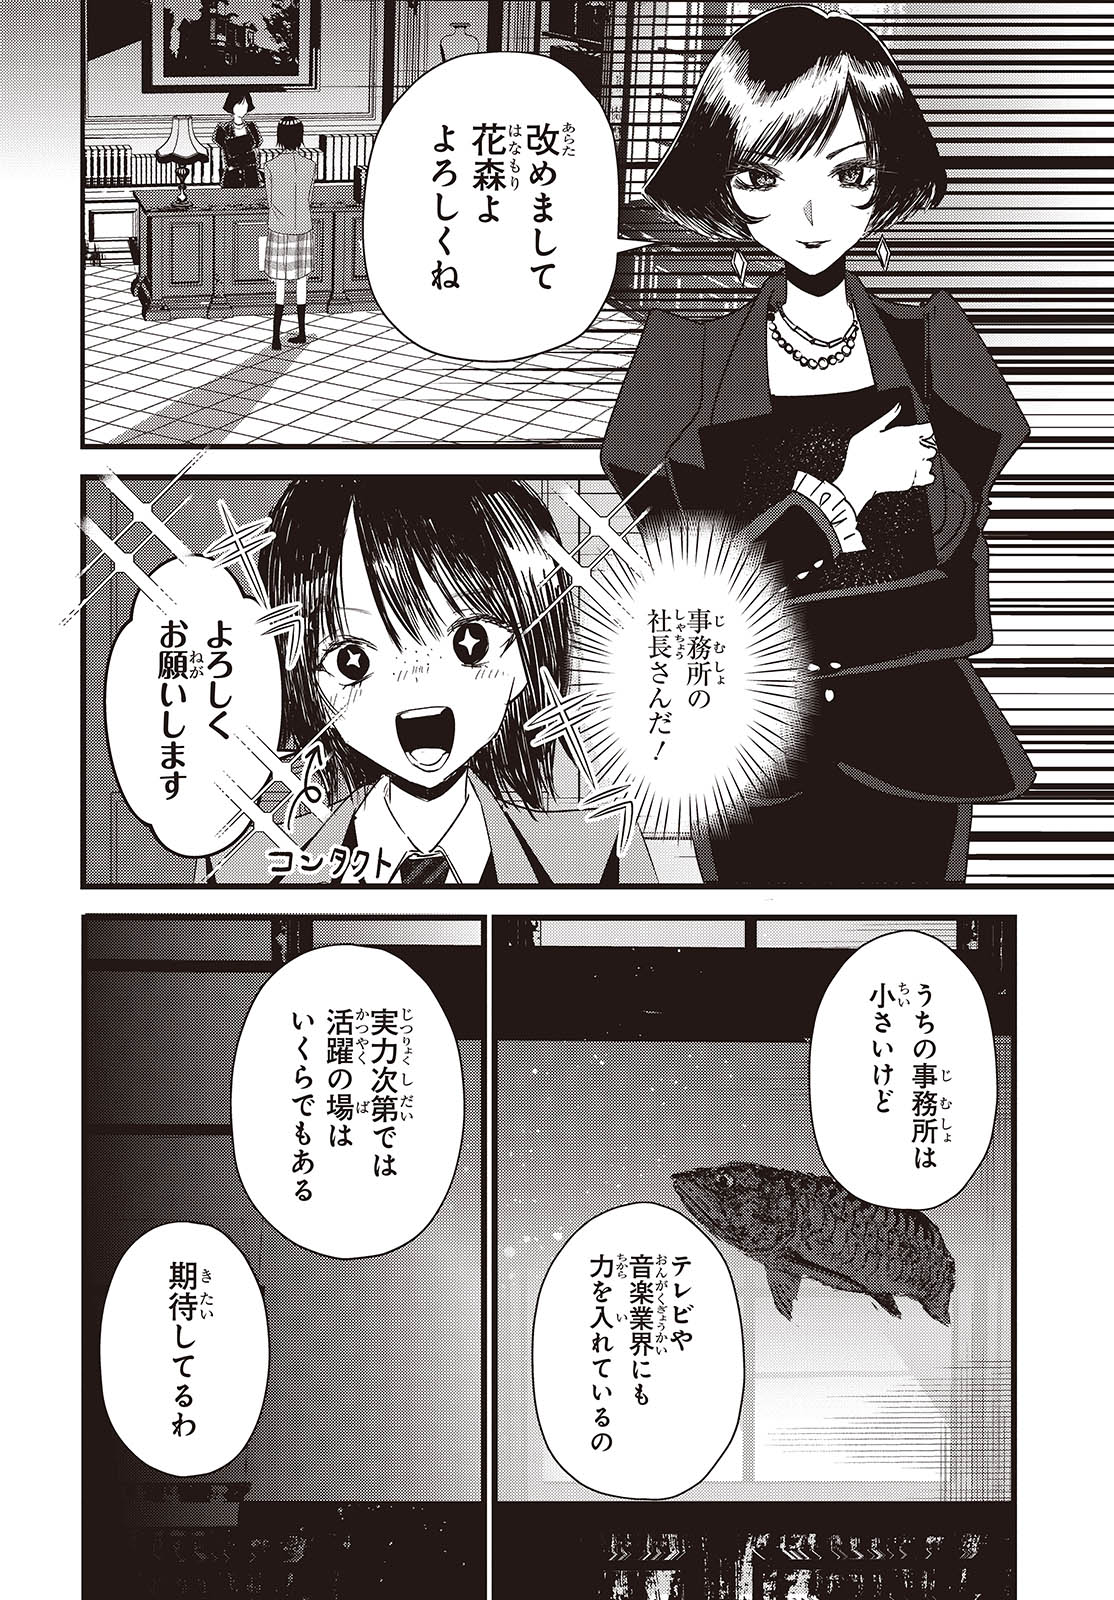 改めまして
花森よ
よろしくね
事務所の
社長さんだ！
よろしく
お願いします
コンタクト
うちの事務所は
小さいけど
テレビや
音楽業界にも
力を入れているの
実力次第では
活躍の場は
いくらでもある
期待してるわ